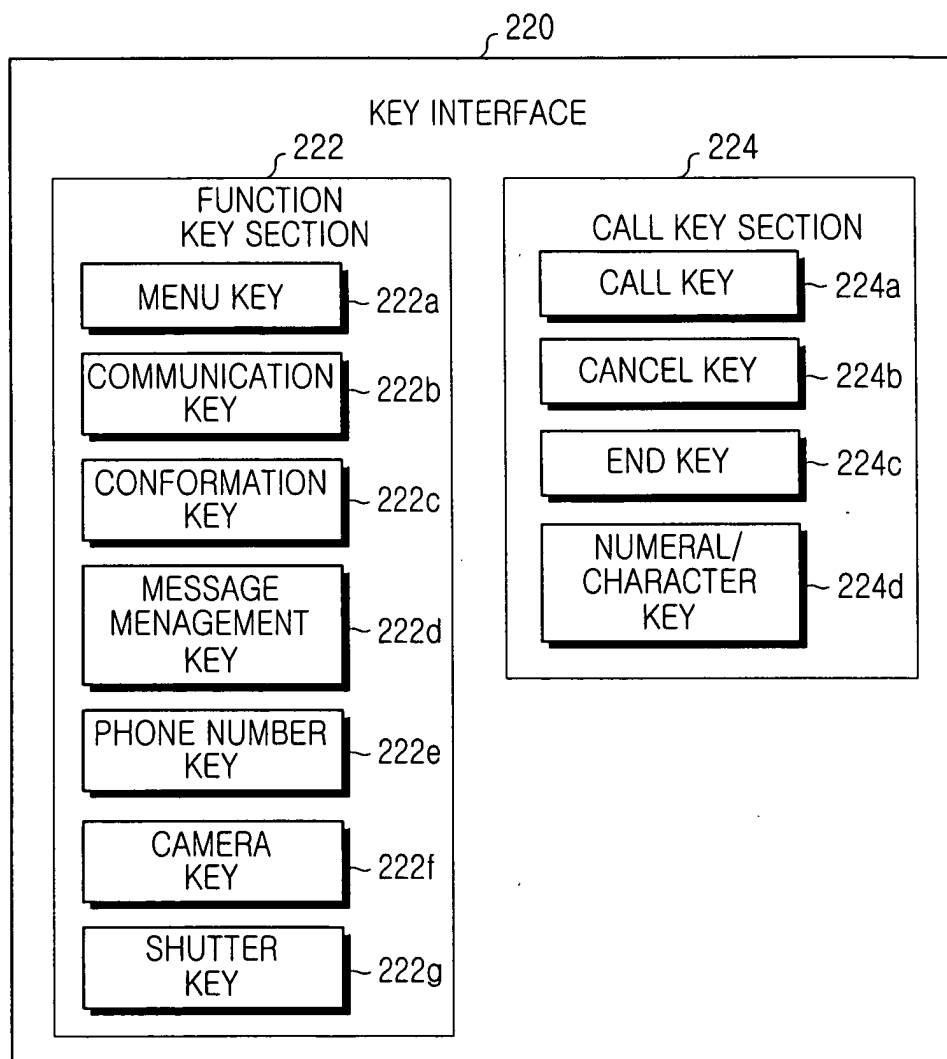 220
KEY INTERFACE
222
FUNCTION
KEY SECTION
MENU KEY
222a
COMMUNICATION
KEY
222b
CONFORMATION
KEY
222c
MESSAGE
MENAGEMENT
KEY
222d
PHONE NUMBER
KEY
222e
CAMERA
KEY
222f
SHUTTER
KEY
222g
224
CALL KEY SECTION
CALL KEY
224a
CANCEL KEY
224b
END KEY
224c
NUMERAL/
CHARACTER
KEY
224d